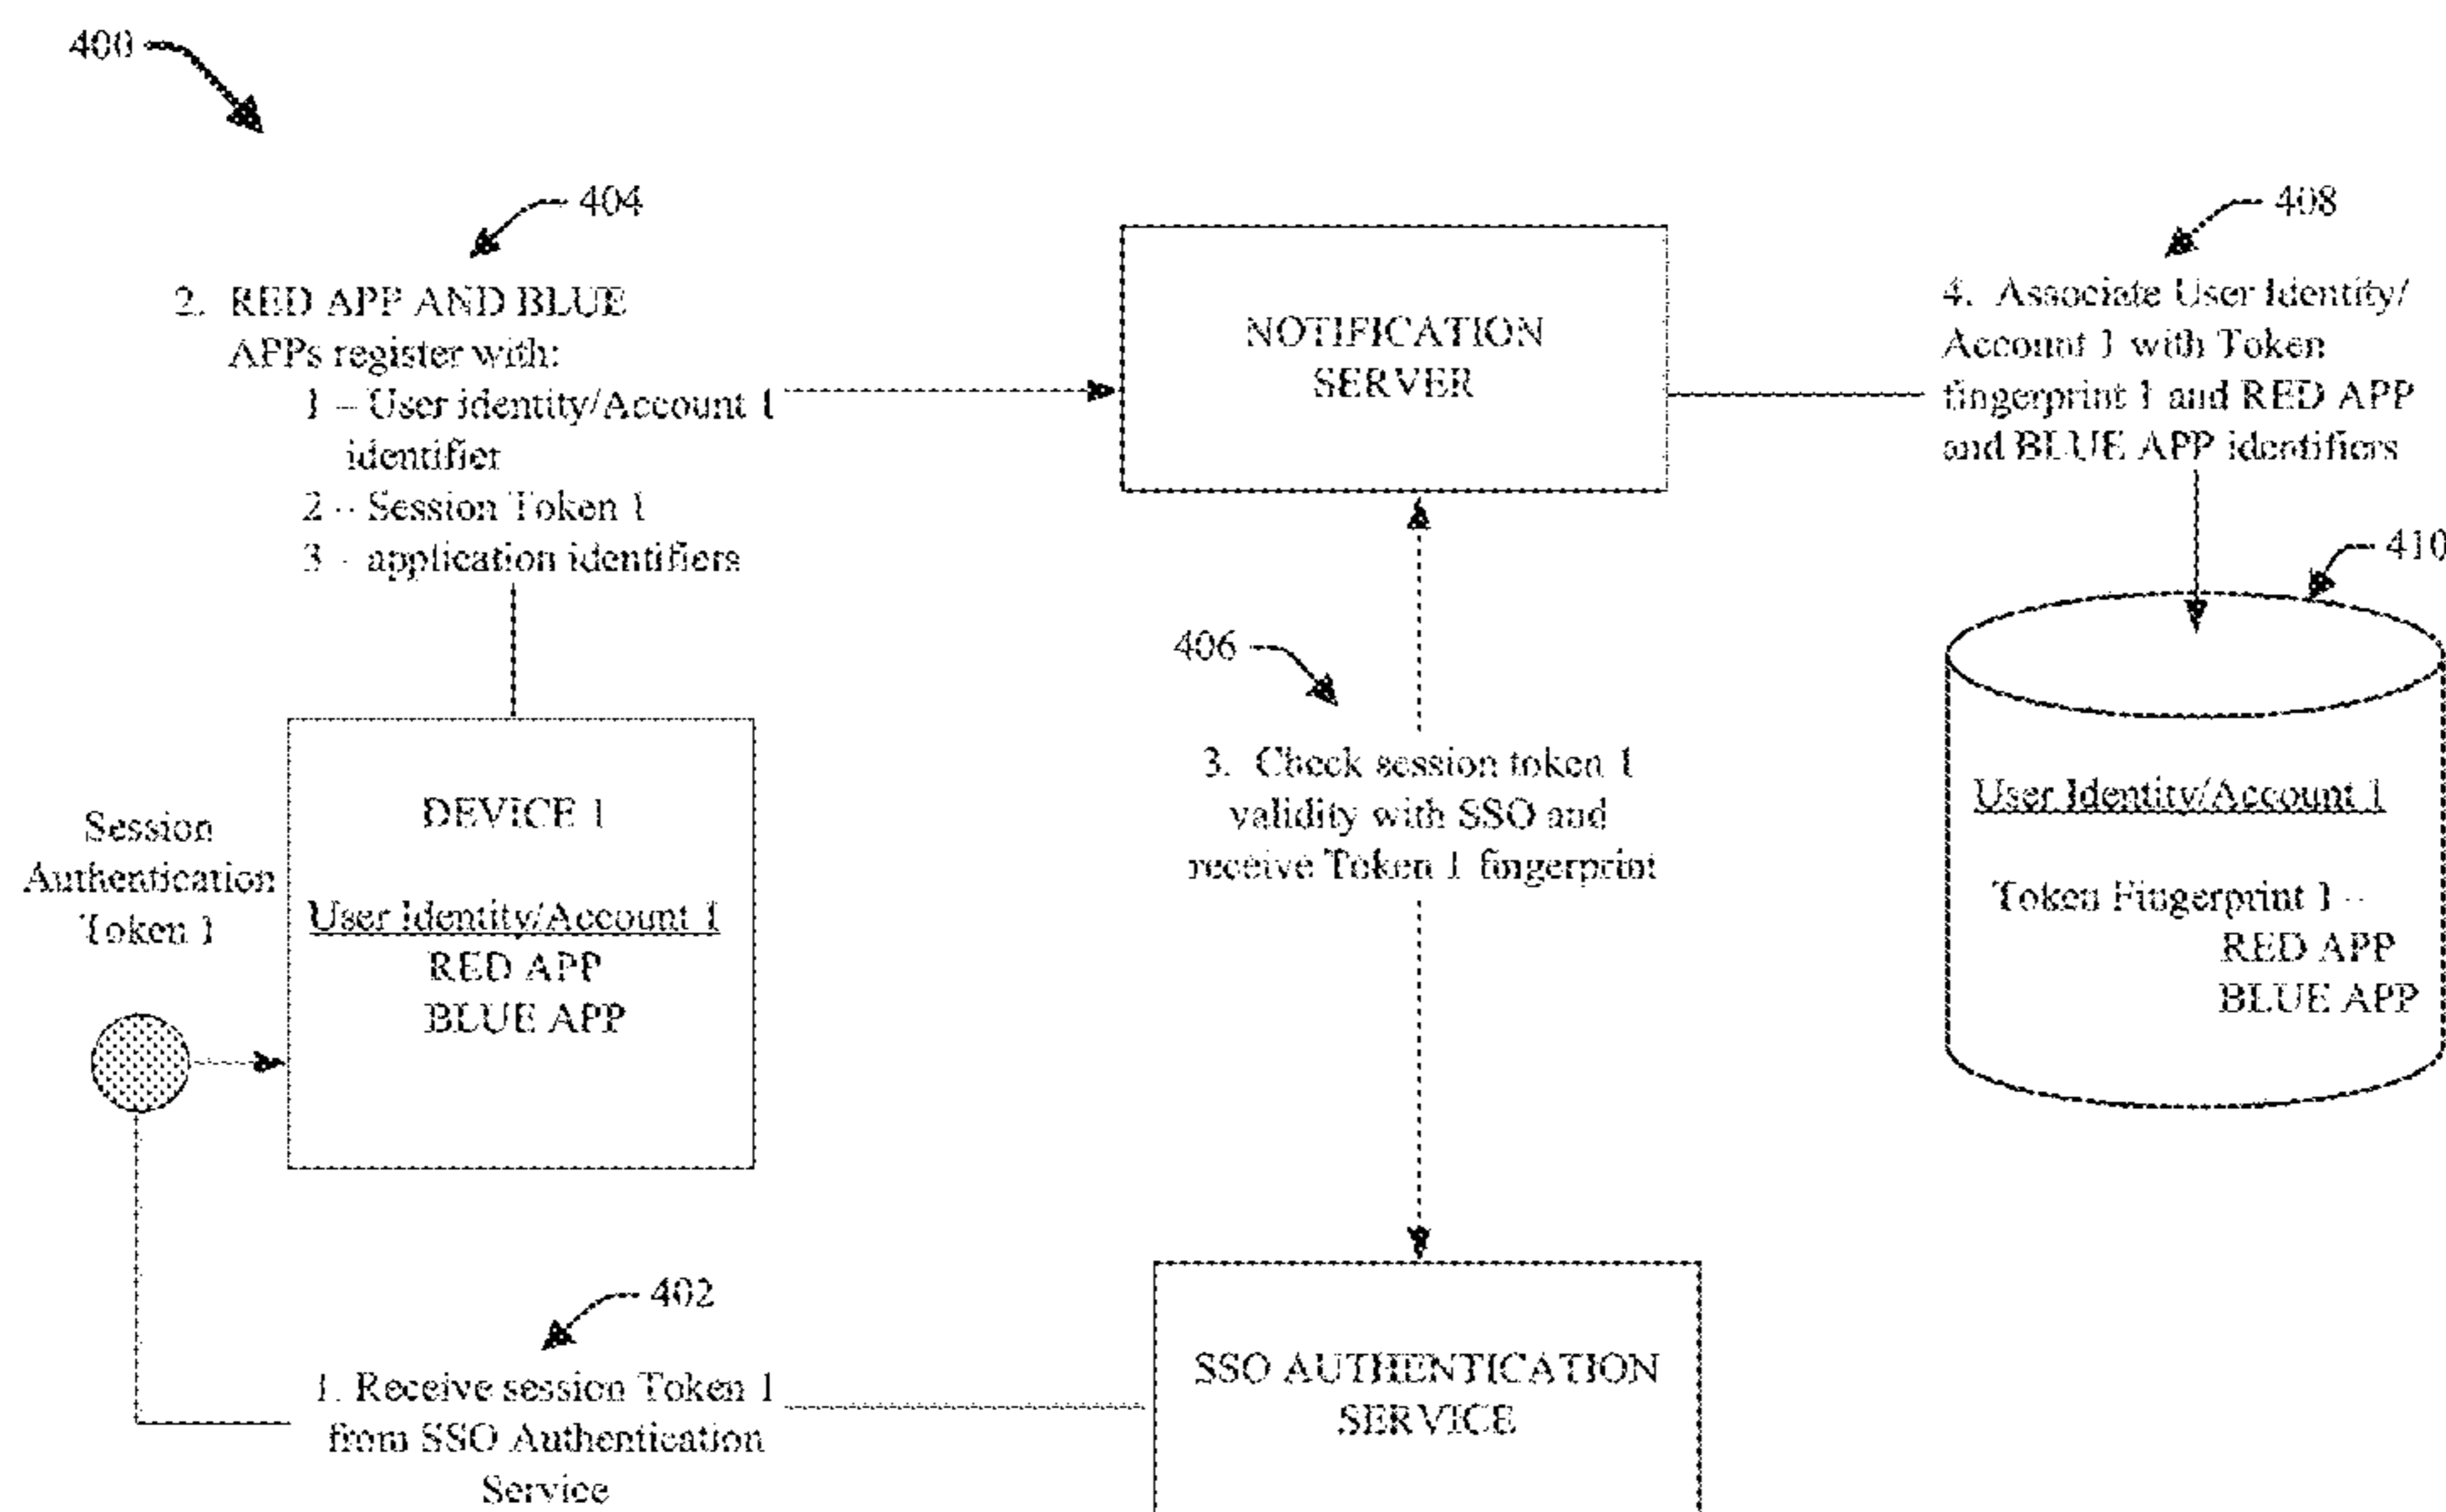 400
404
2. RED APP AND BLUE
APPs register with:
1 – User identity/Account 1
identifier
2 – Session Token 1
3 - application identifiers
NOTIFICATION
SERVER
408
4. Associate User Identity/
Account 1 with Token
fingerprint 1 and RED APP
and BLUE APP identifiers
410
406
3. Check session token 1
validity with SSO and
receive Token 1 fingerprint
Session
Authentication
Token 1
DEVICE 1
User Identity/Account 1
RED APP
BLUE APP
User Identity/Account 1
Token Fingerprint 1 –
RED APP
BLUE APP
402
1. Receive session Token 1
from SSO Authentication
Service
SSO AUTHENTICATION
SERVICE